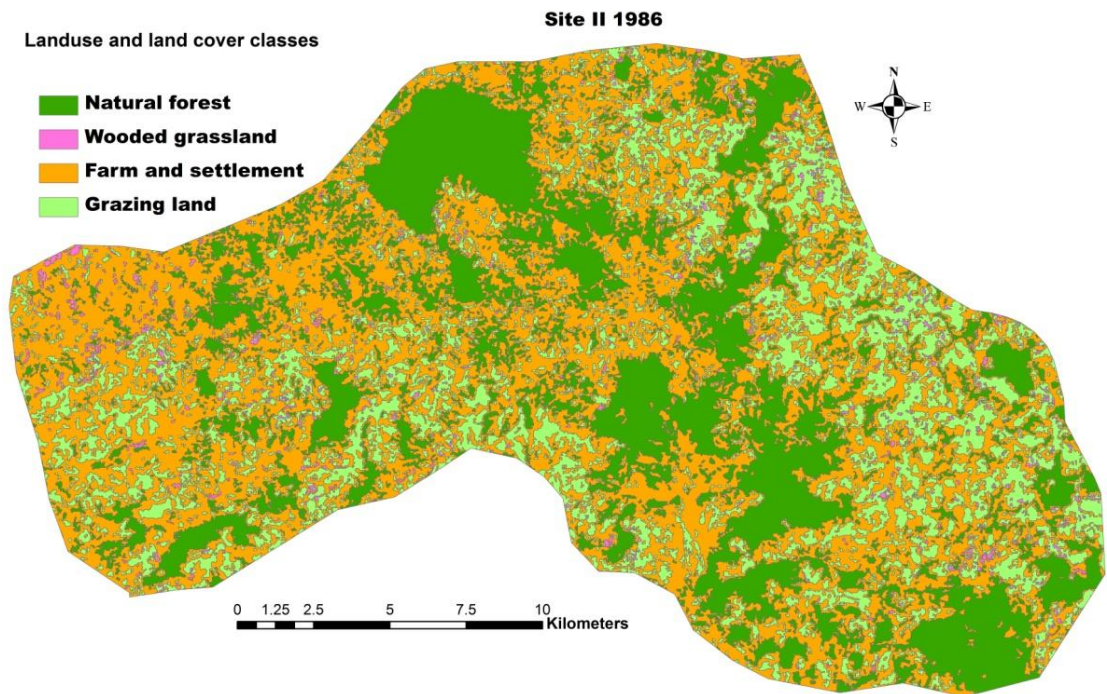 Site II 1986
Landuse and land cover classes
Natural forest
Wooded grassland
Farm and settlement
Grazing land
N
W E
S
0 1.25 2.5 5 7.5 10
Kilometers